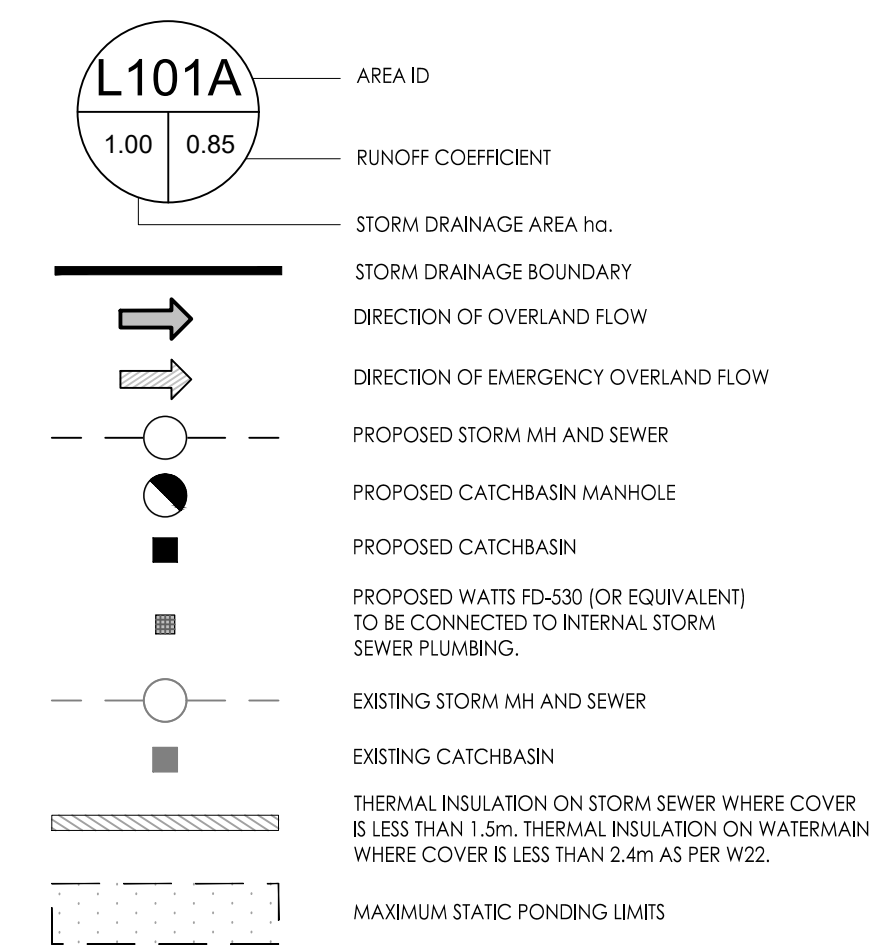 L101A
AREA ID
1.00 0.85
RUNOFF COEFFICIENT
STORM DRAINAGE AREA ha.
STORM DRAINAGE BOUNDARY
DIRECTION OF OVERLAND FLOW
DIRECTION OF EMERGENCY OVERLAND FLOW
PROPOSED STORM MH AND SEWER
PROPOSED CATCHBASIN MANHOLE
PROPOSED CATCHBASIN
PROPOSED WATTS FD-530 (OR EQUIVALENT)
TO BE CONNECTED TO INTERNAL STORM
SEWER PLUMBING.
EXISTING STORM MH AND SEWER
EXISTING CATCHBASIN
THERMAL INSULATION ON STORM SEWER WHERE COVER
IS LESS THAN 1.5m. THERMAL INSULATION ON WATERMAIN
WHERE COVER IS LESS THAN 2.4m AS PER W22.
MAXIMUM STATIC PONDING LIMITS